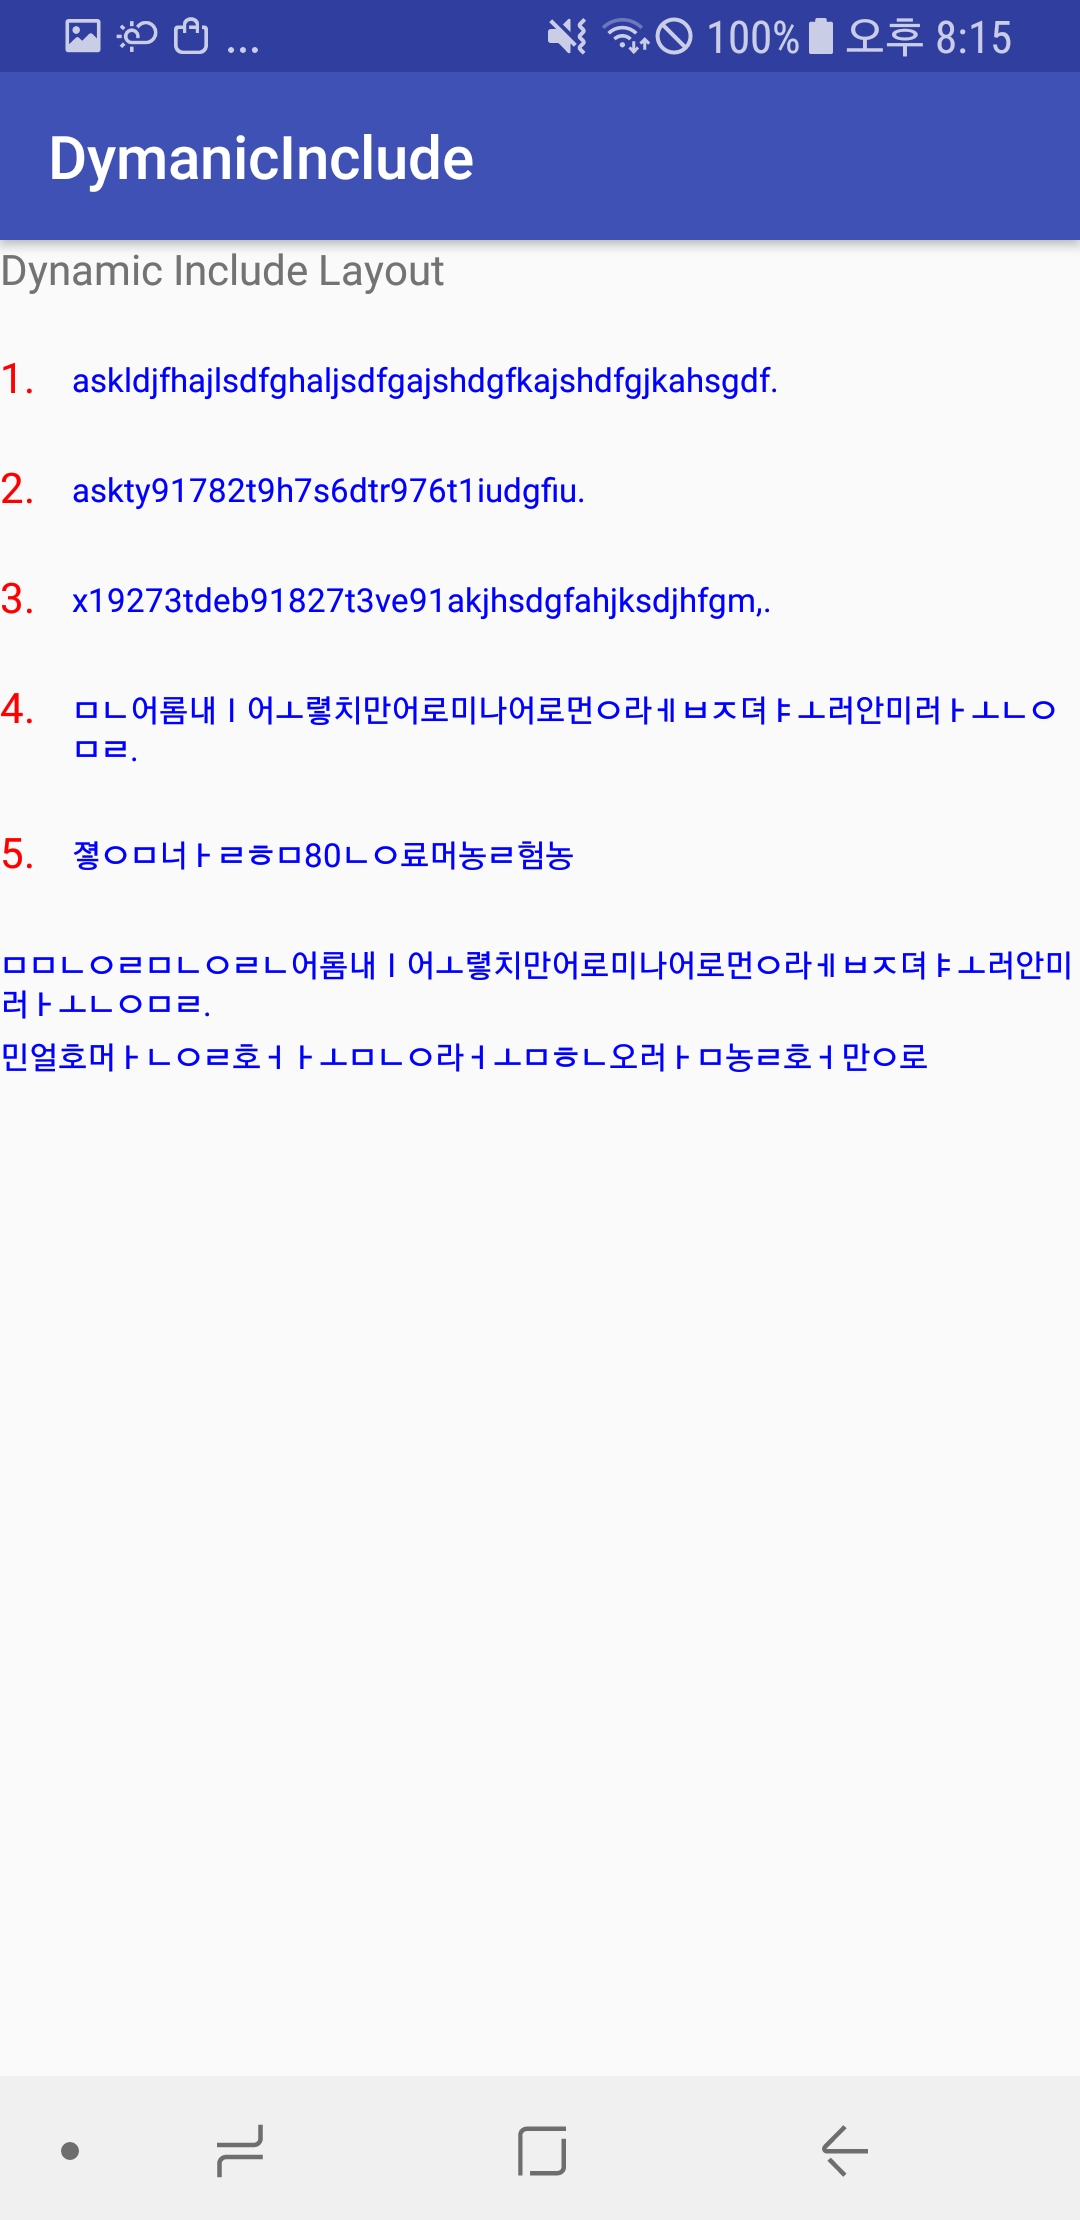 100% 오후 8:15
DymanicInclude
Dynamic Include Layout
1. askldjfhajlsdfghaljsdfgajshdgfkajshdfgjkahsgdf.
2. askty91782t9h7s6dtr976t1iudgfiu.
3. x19273tdeb91827t3ve91akjhsdgfahjksdjhfgm,.
4. ㅁㄴ어롬내ㅣ어ㅗ렇치만어로미나어로먼ㅇ라ㅔㅂㅈ뎌ㅑㅗ러안미러ㅏㅗㄴㅇ
ㅁㄹ.
5. 졓ㅇㅁ너ㅏㄹㅎㅁ80ㄴㅇ료머농ㄹ험농
ㅁㅁㄴㅇㄹㅁㄴㅇㄹㄴ어롬내ㅣ어ㅗ렇치만어로미나어로먼ㅇ라ㅔㅂㅈ뎌ㅑㅗ러안미
러ㅏㅗㄴㅇㅁㄹ.
민얼호머ㅏㄴㅇㄹ호ㅓㅏㅗㅁㄴㅇ라ㅓㅗㅁㅎㄴ오러ㅏㅁ농ㄹ호ㅓ만ㅇ로